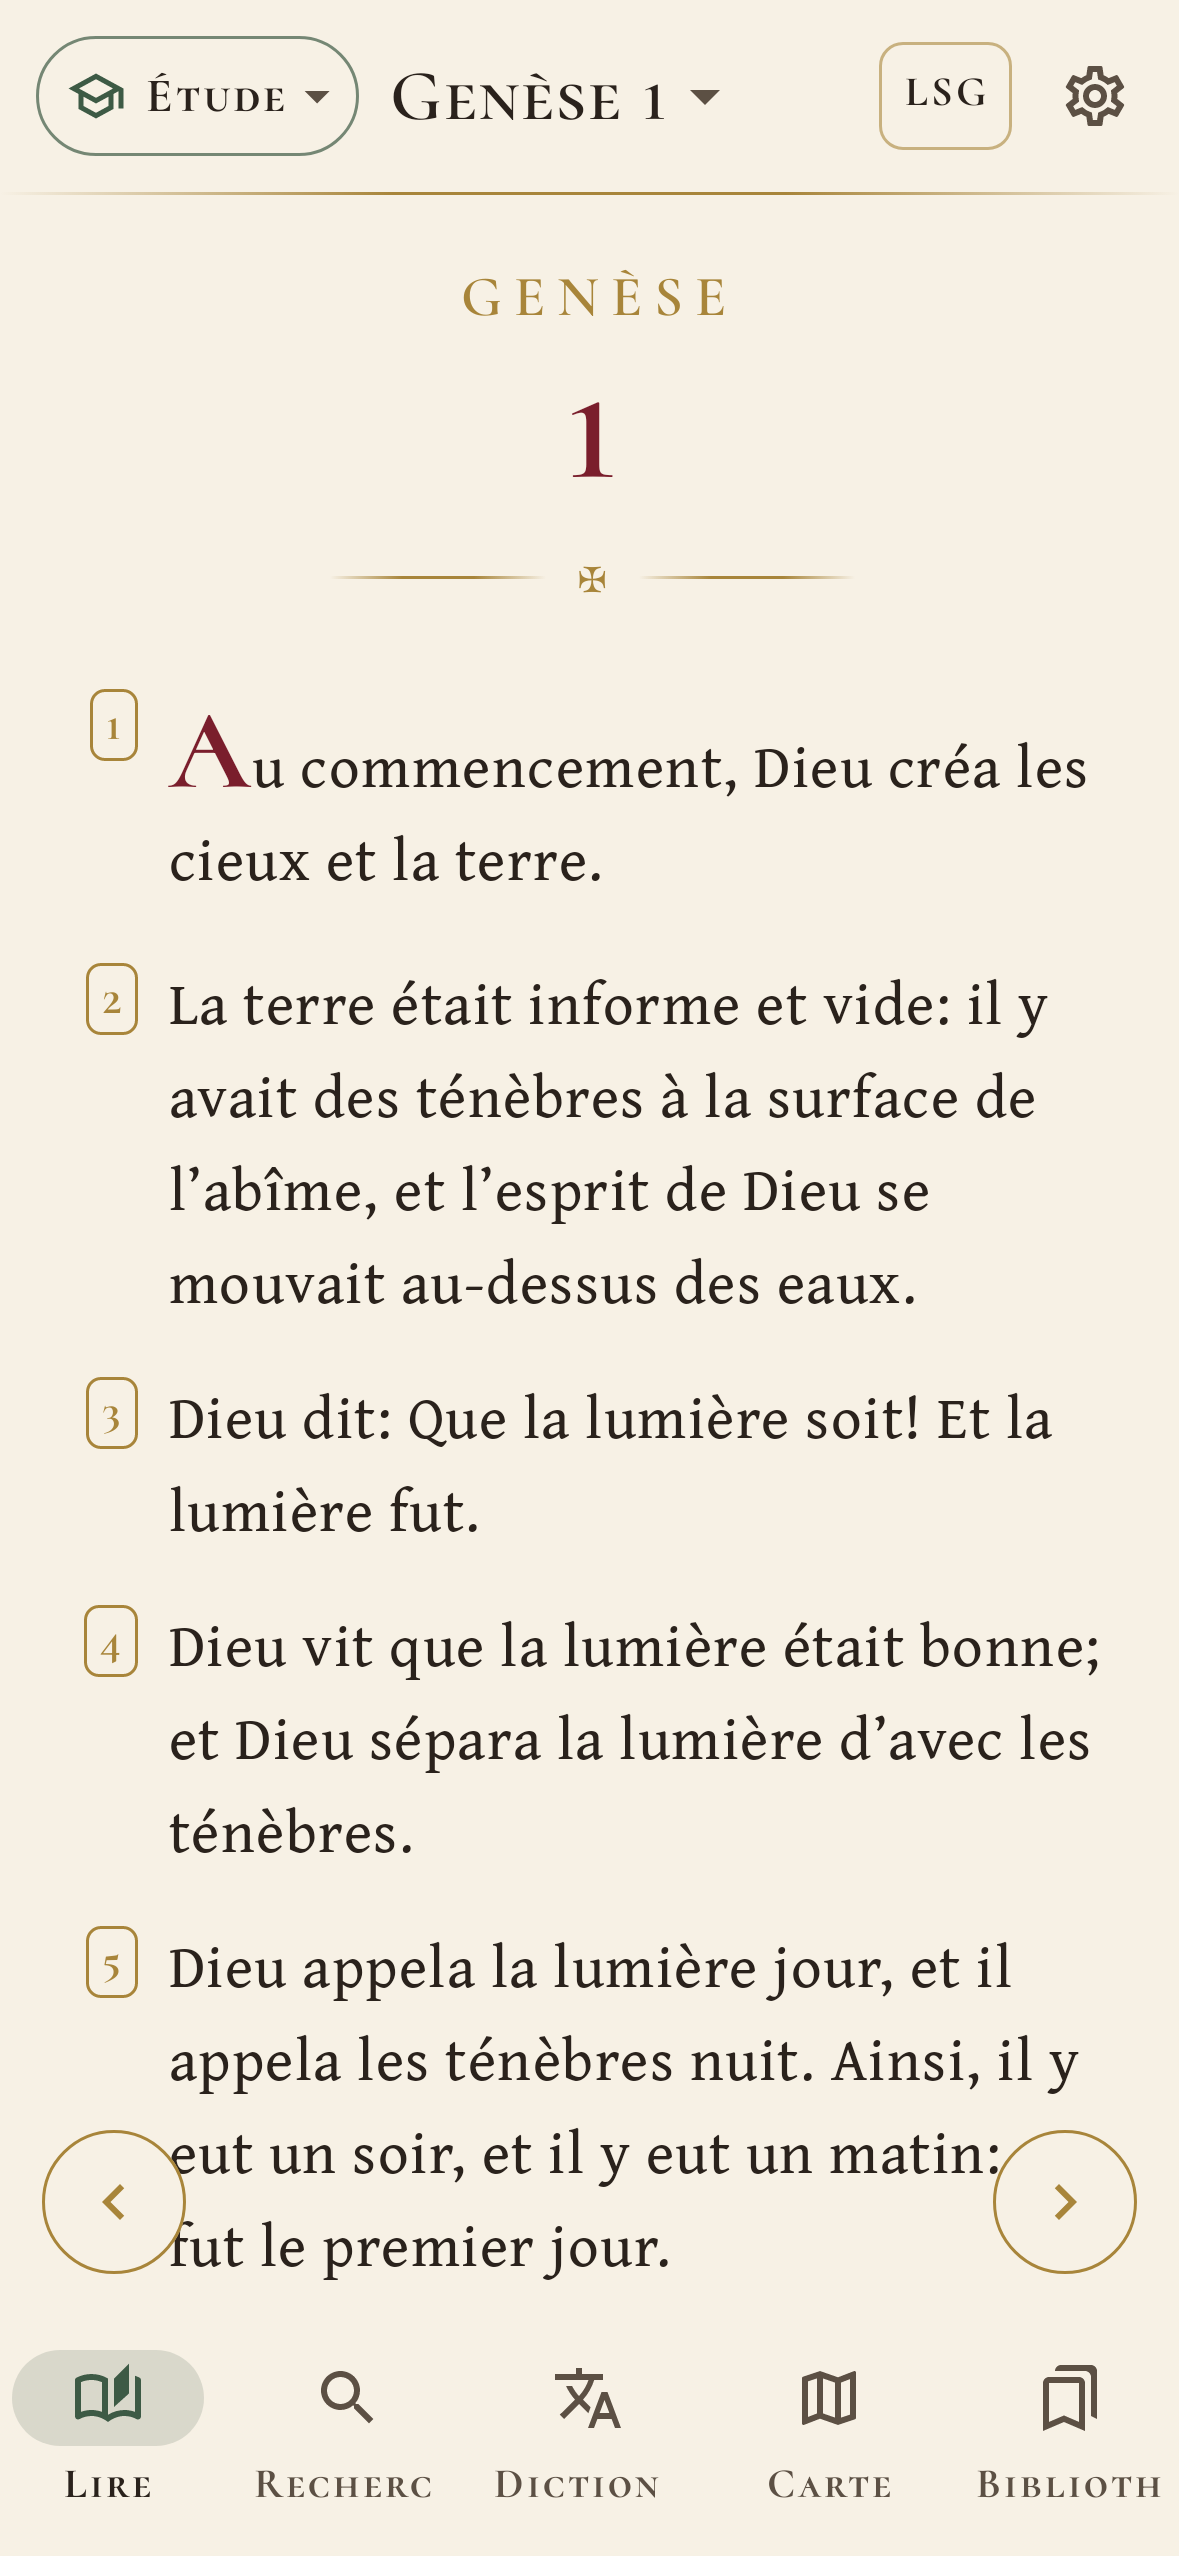 Étude
Genèse 1
LSG
GENÈSE
1
1 Au commencement, Dieu créa les
cieux et la terre.
2 La terre était informe et vide: il y
avait des ténèbres à la surface de
l’abîme, et l’esprit de Dieu se
mouvait au-dessus des eaux.
3 Dieu dit: Que la lumière soit! Et la
lumière fut.
4 Dieu vit que la lumière était bonne;
et Dieu sépara la lumière d’avec les
ténèbres.
5 Dieu appela la lumière jour, et il
appela les ténèbres nuit. Ainsi, il y
eut un soir, et il y eut un matin:
fut le premier jour.
Lire
Recherc
Diction
Carte
Biblioth